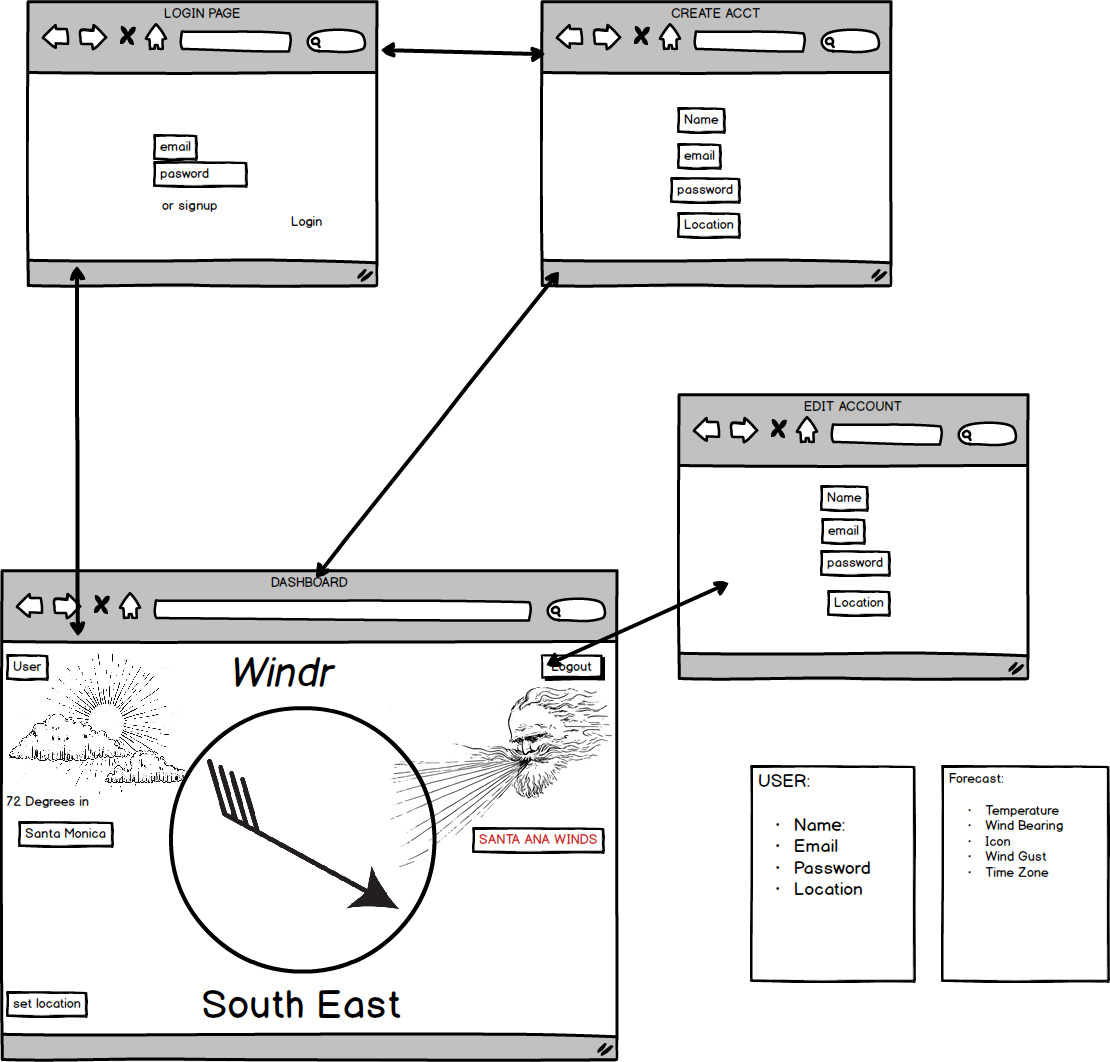 LOGIN PAGE
email
pasword
or signup
Login
CREATE ACCT
Name
email
password
Location
EDIT ACCOUNT
Name
email
password
Location
DASHBOARD
User
Windr
Logout
72 Degrees in
Santa Monica
SANTA ANA WINDS
set location
South East
USER:
· Name:
· Email
· Password
· Location
Forecast:
· Temperature
· Wind Bearing
· Icon
· Wind Gust
· Time Zone